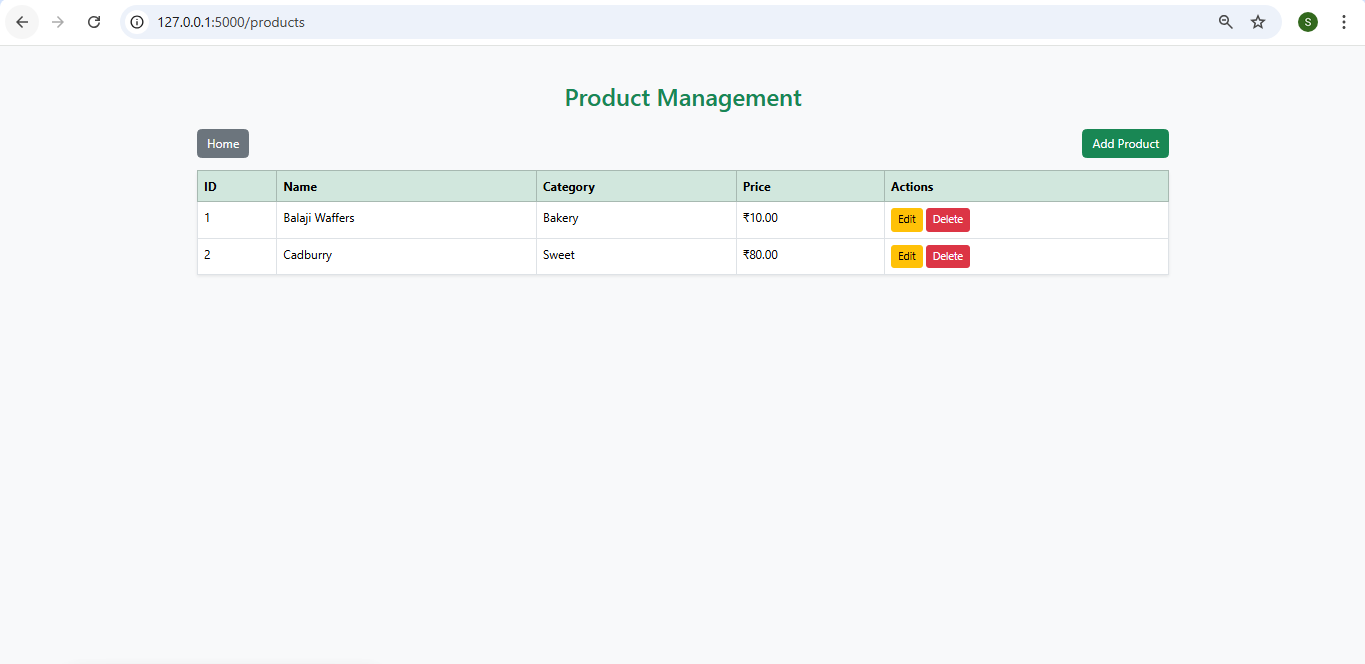 127.0.0.1:5000/products
S
Product Management
Home Add Product
ID Name Category Price Actions
1 Balaji Waffers Bakery ₹10.00 Edit Delete
2 Cadburry Sweet ₹80.00 Edit Delete